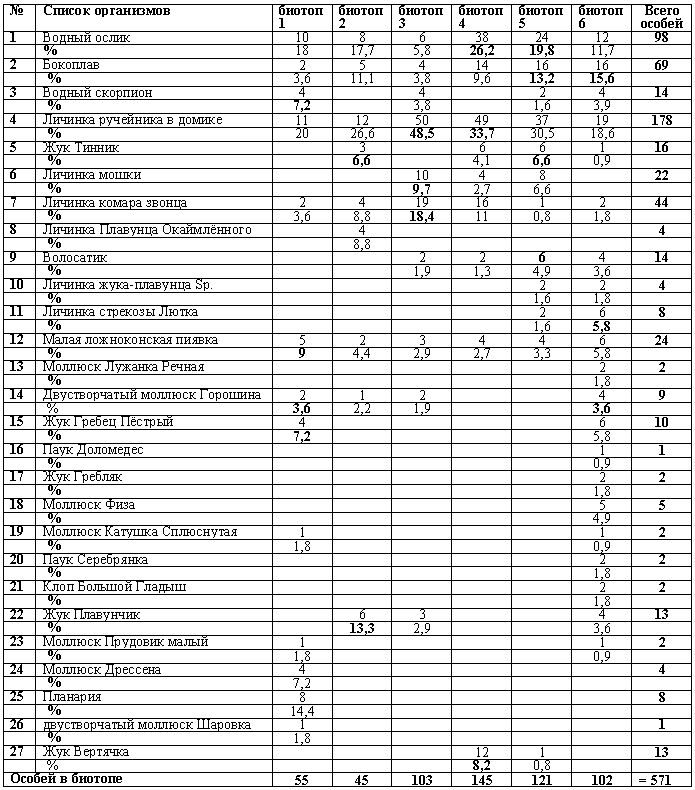 № Список организмов биотоп 1 биотоп 2 биотоп 3 биотоп 4 биотоп 5 биотоп 6 Всего особей
1 Водный ослик 10 8 6 38 24 12 98
% 18 17,7 5,8 26,2 19,8 11,7
2 Бокоплав 2 5 4 14 16 16 69
% 3,6 11,1 3,8 9,6 13,2 15,6
3 Водный скорпион 4 4 2 4 14
% 7,2 3,8 1,6 3,9
4 Личинка ручейника в домике 11 12 50 49 37 19 178
% 20 26,6 48,5 33,7 30,5 18,6
5 Жук Тинник 3 6 6 1 16
% 6,6 4,1 6,6 0,9
6 Личинка мошки 10 4 8 22
% 9,7 2,7 6,6
7 Личинка комара звонца 2 4 19 16 1 2 44
% 3,6 8,8 18,4 11 0,8 1,8
8 Личинка Плавунца Окаймлённого 4 4
% 8,8
9 Волосатик 2 2 6 4 14
% 1,9 1,3 4,9 3,6
10 Личинка жука-плавунца Sp. 2 2 4
% 1,6 1,8
11 Личинка стрекозы Лютка 2 6 8
% 1,6 5,8
12 Малая ложноконская пиявка 5 2 3 4 4 6 24
% 9 4,4 2,9 2,7 3,3 5,8
13 Моллюск Лужанка Речная 2 2
% 1,8
14 Двустворчатый моллюск Горошина 2 1 2 4 9
% 3,6 2,2 1,9 3,6
15 Жук Гребец Пёстрый 4 6 10
% 7,2 5,8
16 Паук Доломедес 1 1
% 0,9
17 Жук Гребляк 2 2
% 1,8
18 Моллюск Физа 5 5
% 4,9
19 Моллюск Катушка Сплюснутая 1 1 2
% 1,8 0,9
20 Паук Серебрянка 2 2
% 1,8
21 Клоп Большой Гладыш 2 2
% 1,8
22 Жук Плавунчик 6 3 4 13
% 13,3 2,9 3,6
23 Моллюск Прудовик малый 1 1 2
% 1,8 0,9
24 Моллюск Дрессена 4 4
% 7,2
25 Планария 8 8
% 14,4
26 двустворчатый моллюск Шаровка 1 1
% 1,8
27 Жук Вертячка 12 1 13
% 8,2 0,8
Особей в биотопе 55 45 103 145 121 102 = 571